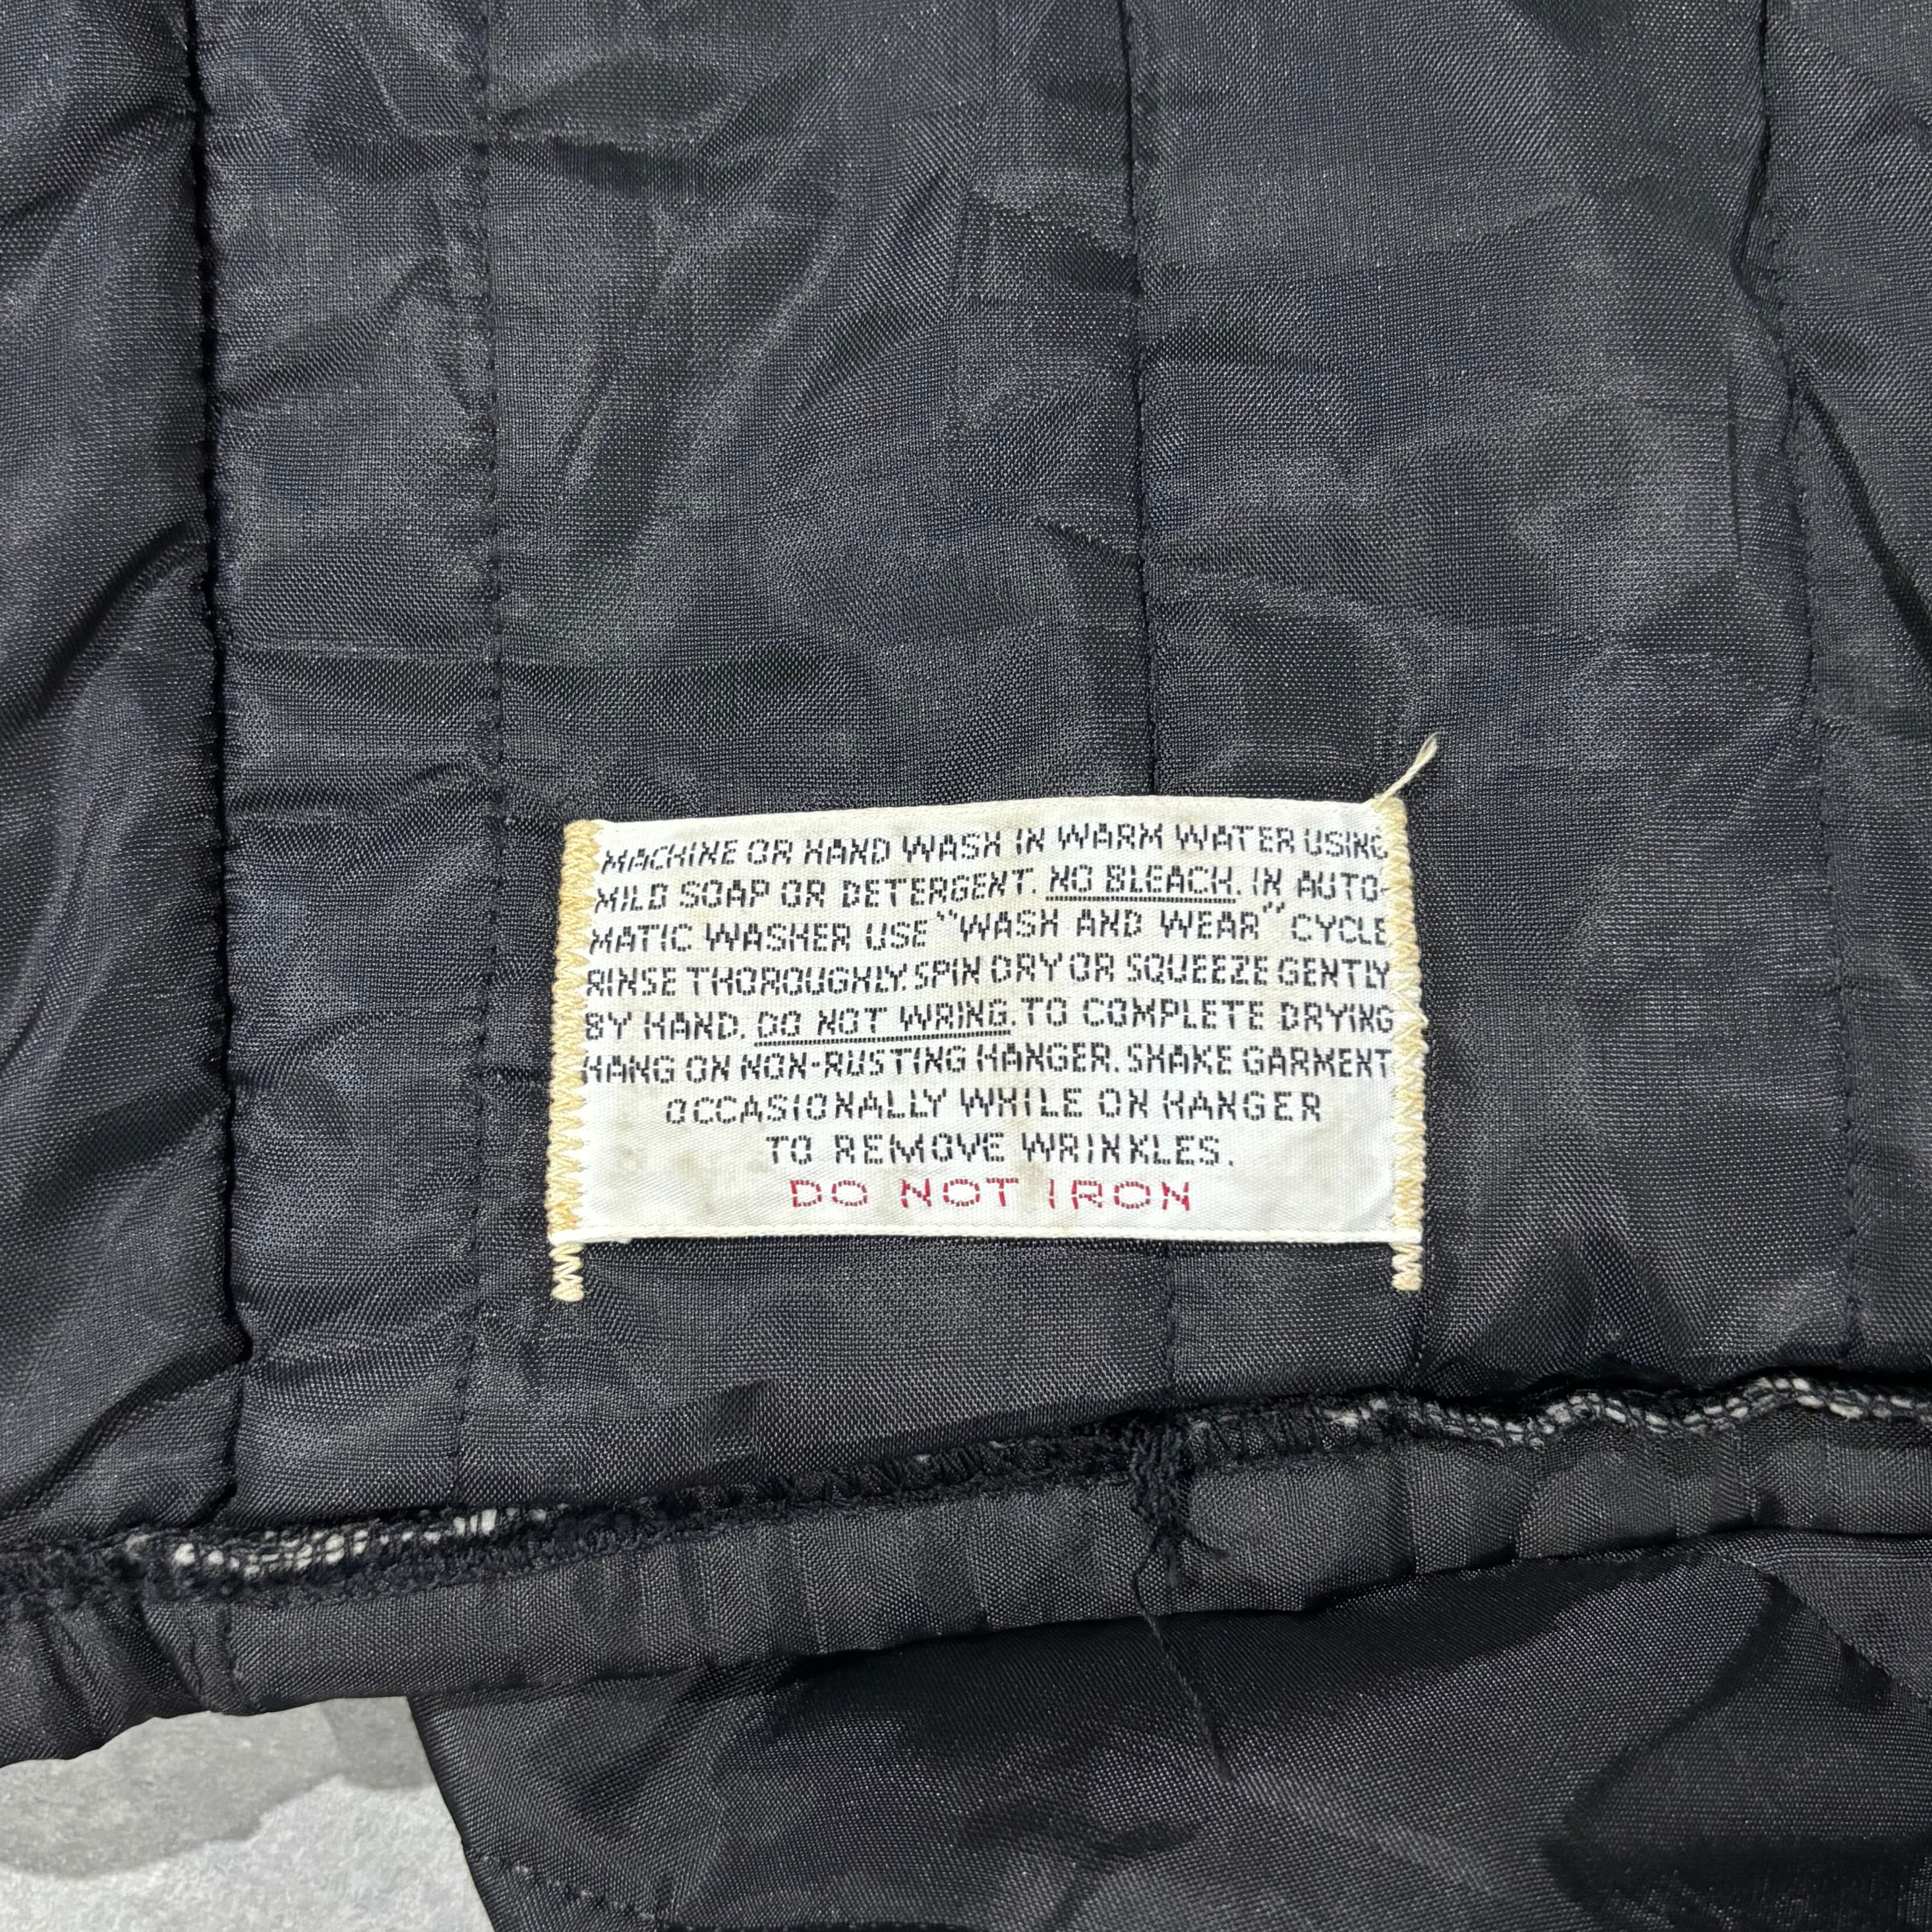 MACHINE OR HAND WASH IN WARM WATER USING
MILD SOAP OR DETERGENT. NO BLEACH. IN AUTO-
MATIC WASHER USE "WASH AND WEAR" CYCLE
RINSE THOROUGHLY. SPIN DRY OR SQUEEZE GENTLY
BY HAND. DO NOT WRING. TO COMPLETE DRYING
HANG ON NON-RUSTING HANGER. SHAKE GARMENT
OCCASIONALLY WHILE ON HANGER
TO REMOVE WRINKLES.
DO NOT IRON